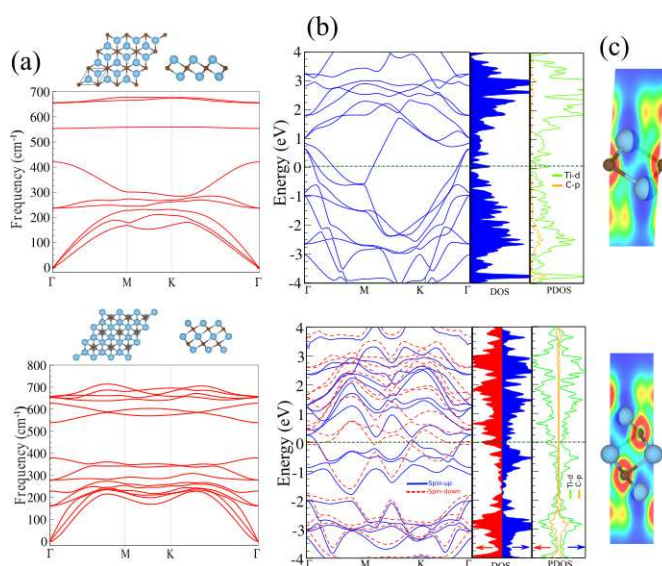 (a)
(b)
(c)
700
600
500
400
300
200
100
0
Frequency (cm⁻¹)
Γ M K Γ
4
3
2
1
0
-1
-2
-3
-4
Energy (eV)
Γ M K Γ
DOS
Ti-d
C-p
PDOS
800
700
600
500
400
300
200
100
0
Frequency (cm⁻¹)
Γ M K Γ
4
3
2
1
0
-1
-2
-3
-4
Energy (eV)
Spin-up
Spin-down
Γ M K Γ
DOS
Ti-d
C-p
PDOS